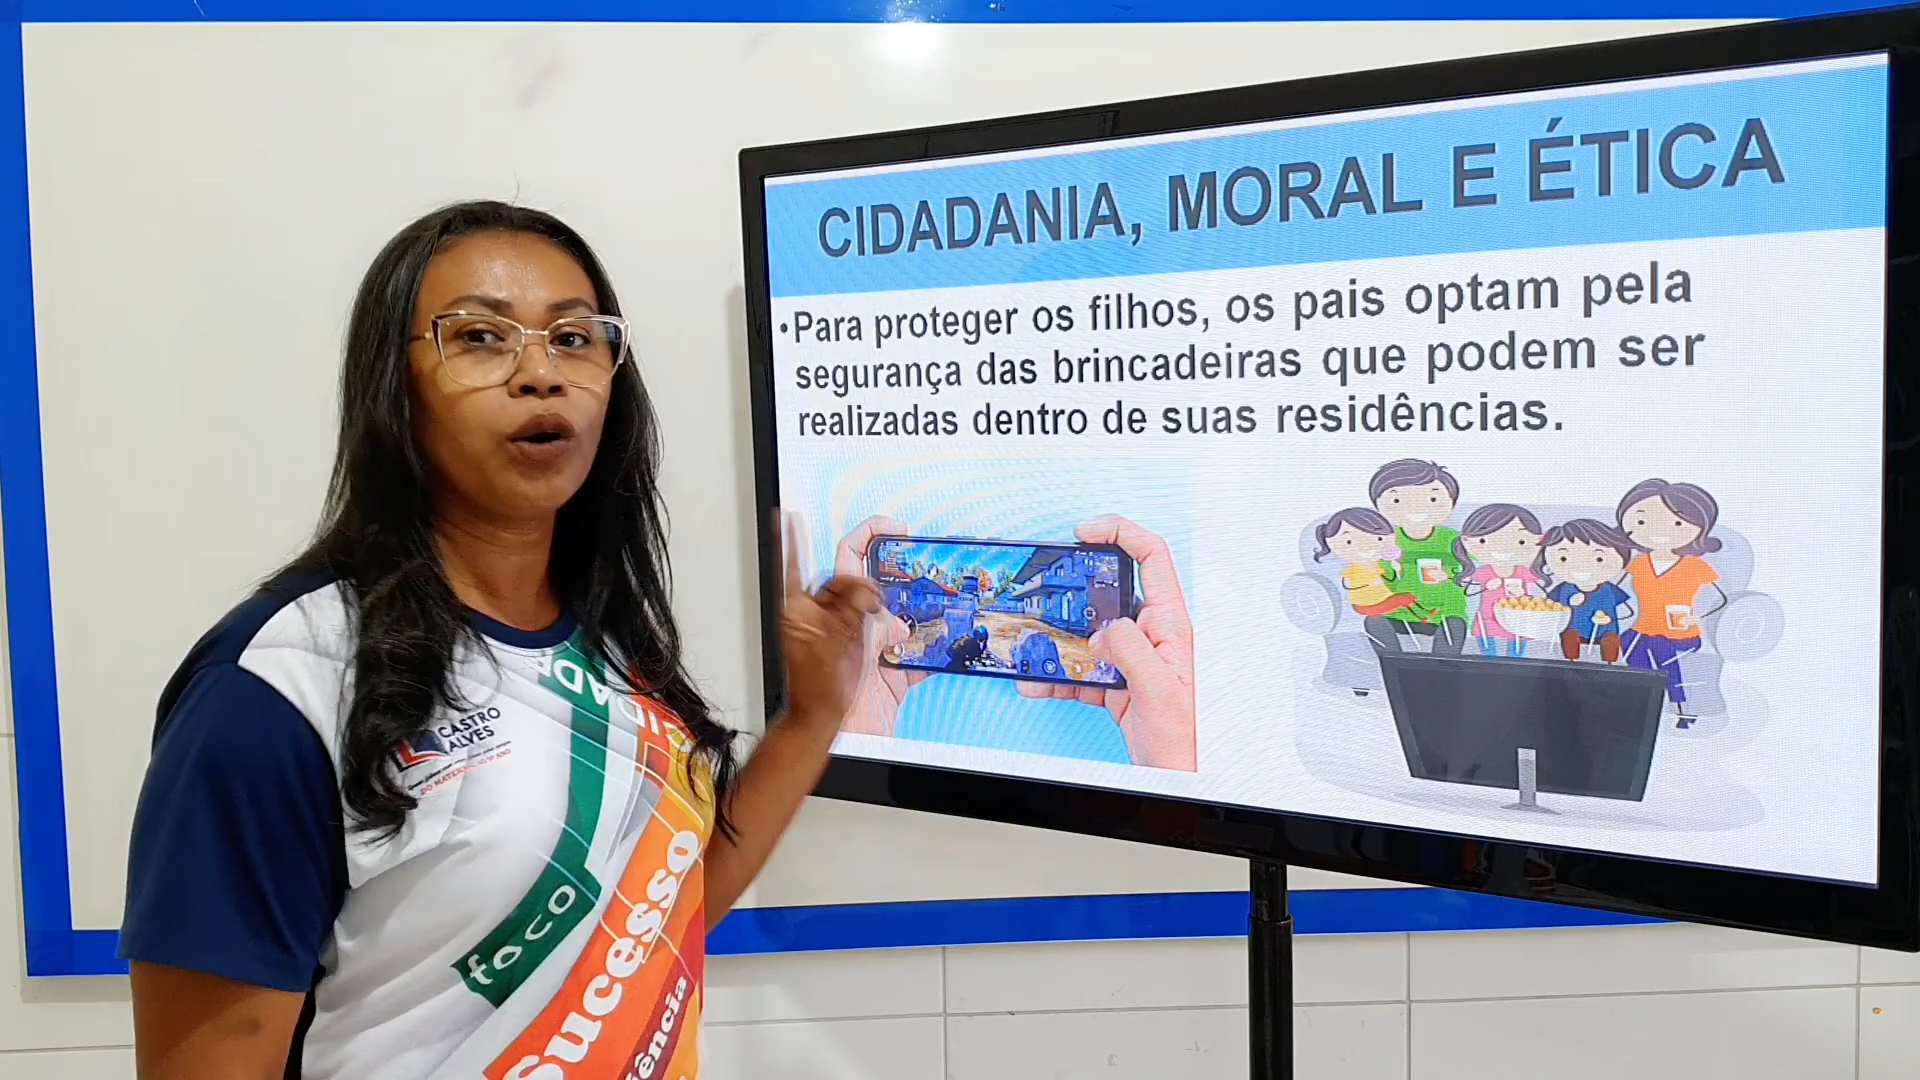 CIDADANIA, MORAL E ÉTICA
•Para proteger os filhos, os pais optam pela
segurança das brincadeiras que podem ser
realizadas dentro de suas residências.
CASTRO
ALVES
foco
Sucesso